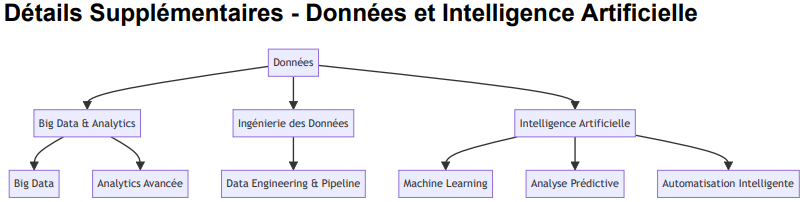 Détails Supplémentaires - Données et Intelligence Artificielle
Données
Big Data & Analytics
Ingénierie des Données
Intelligence Artificielle
Big Data
Analytics Avancée
Data Engineering & Pipeline
Machine Learning
Analyse Prédictive
Automatisation Intelligente